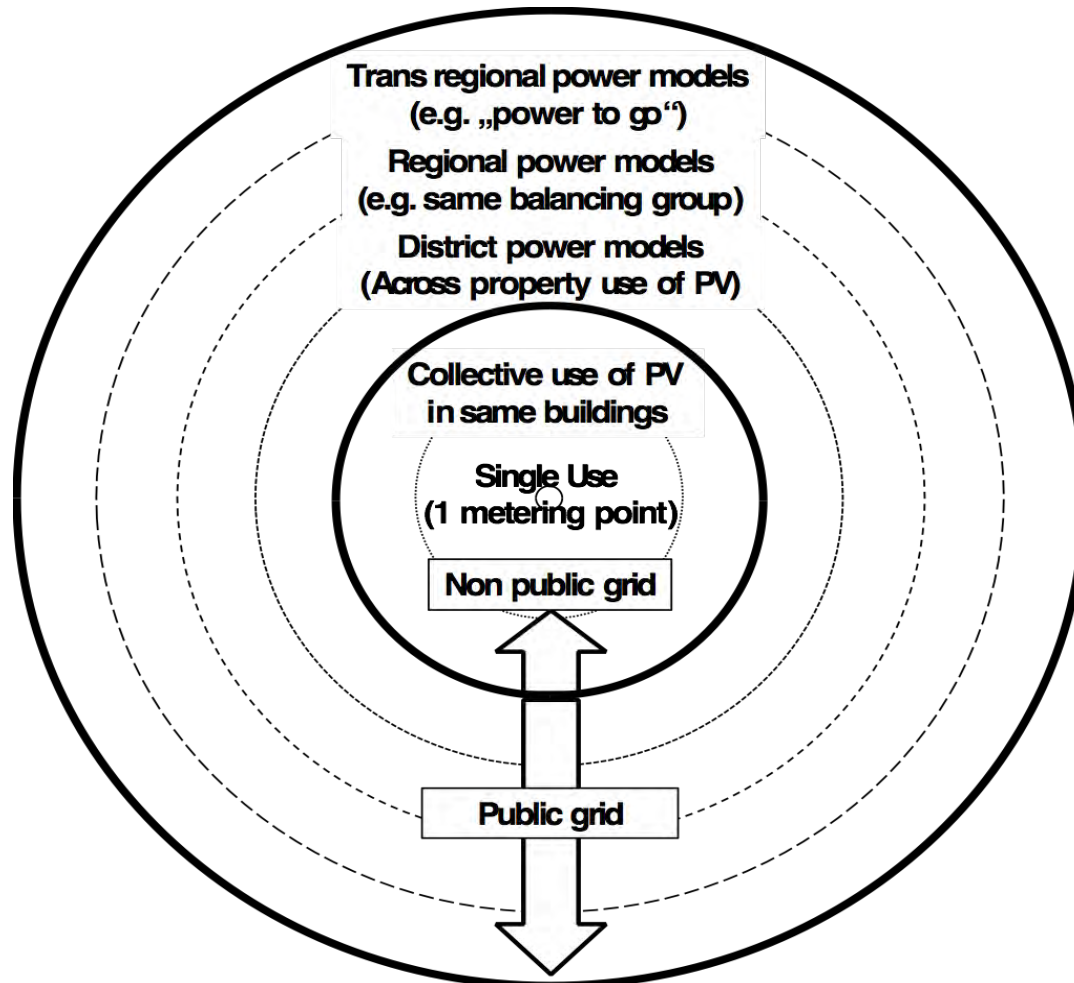 Trans regional power models
(e.g. „power to go“)
Regional power models
(e.g. same balancing group)
District power models
(Across property use of PV)
Collective use of PV
in same buildings
Single Use
(1 metering point)
Non public grid
Public grid